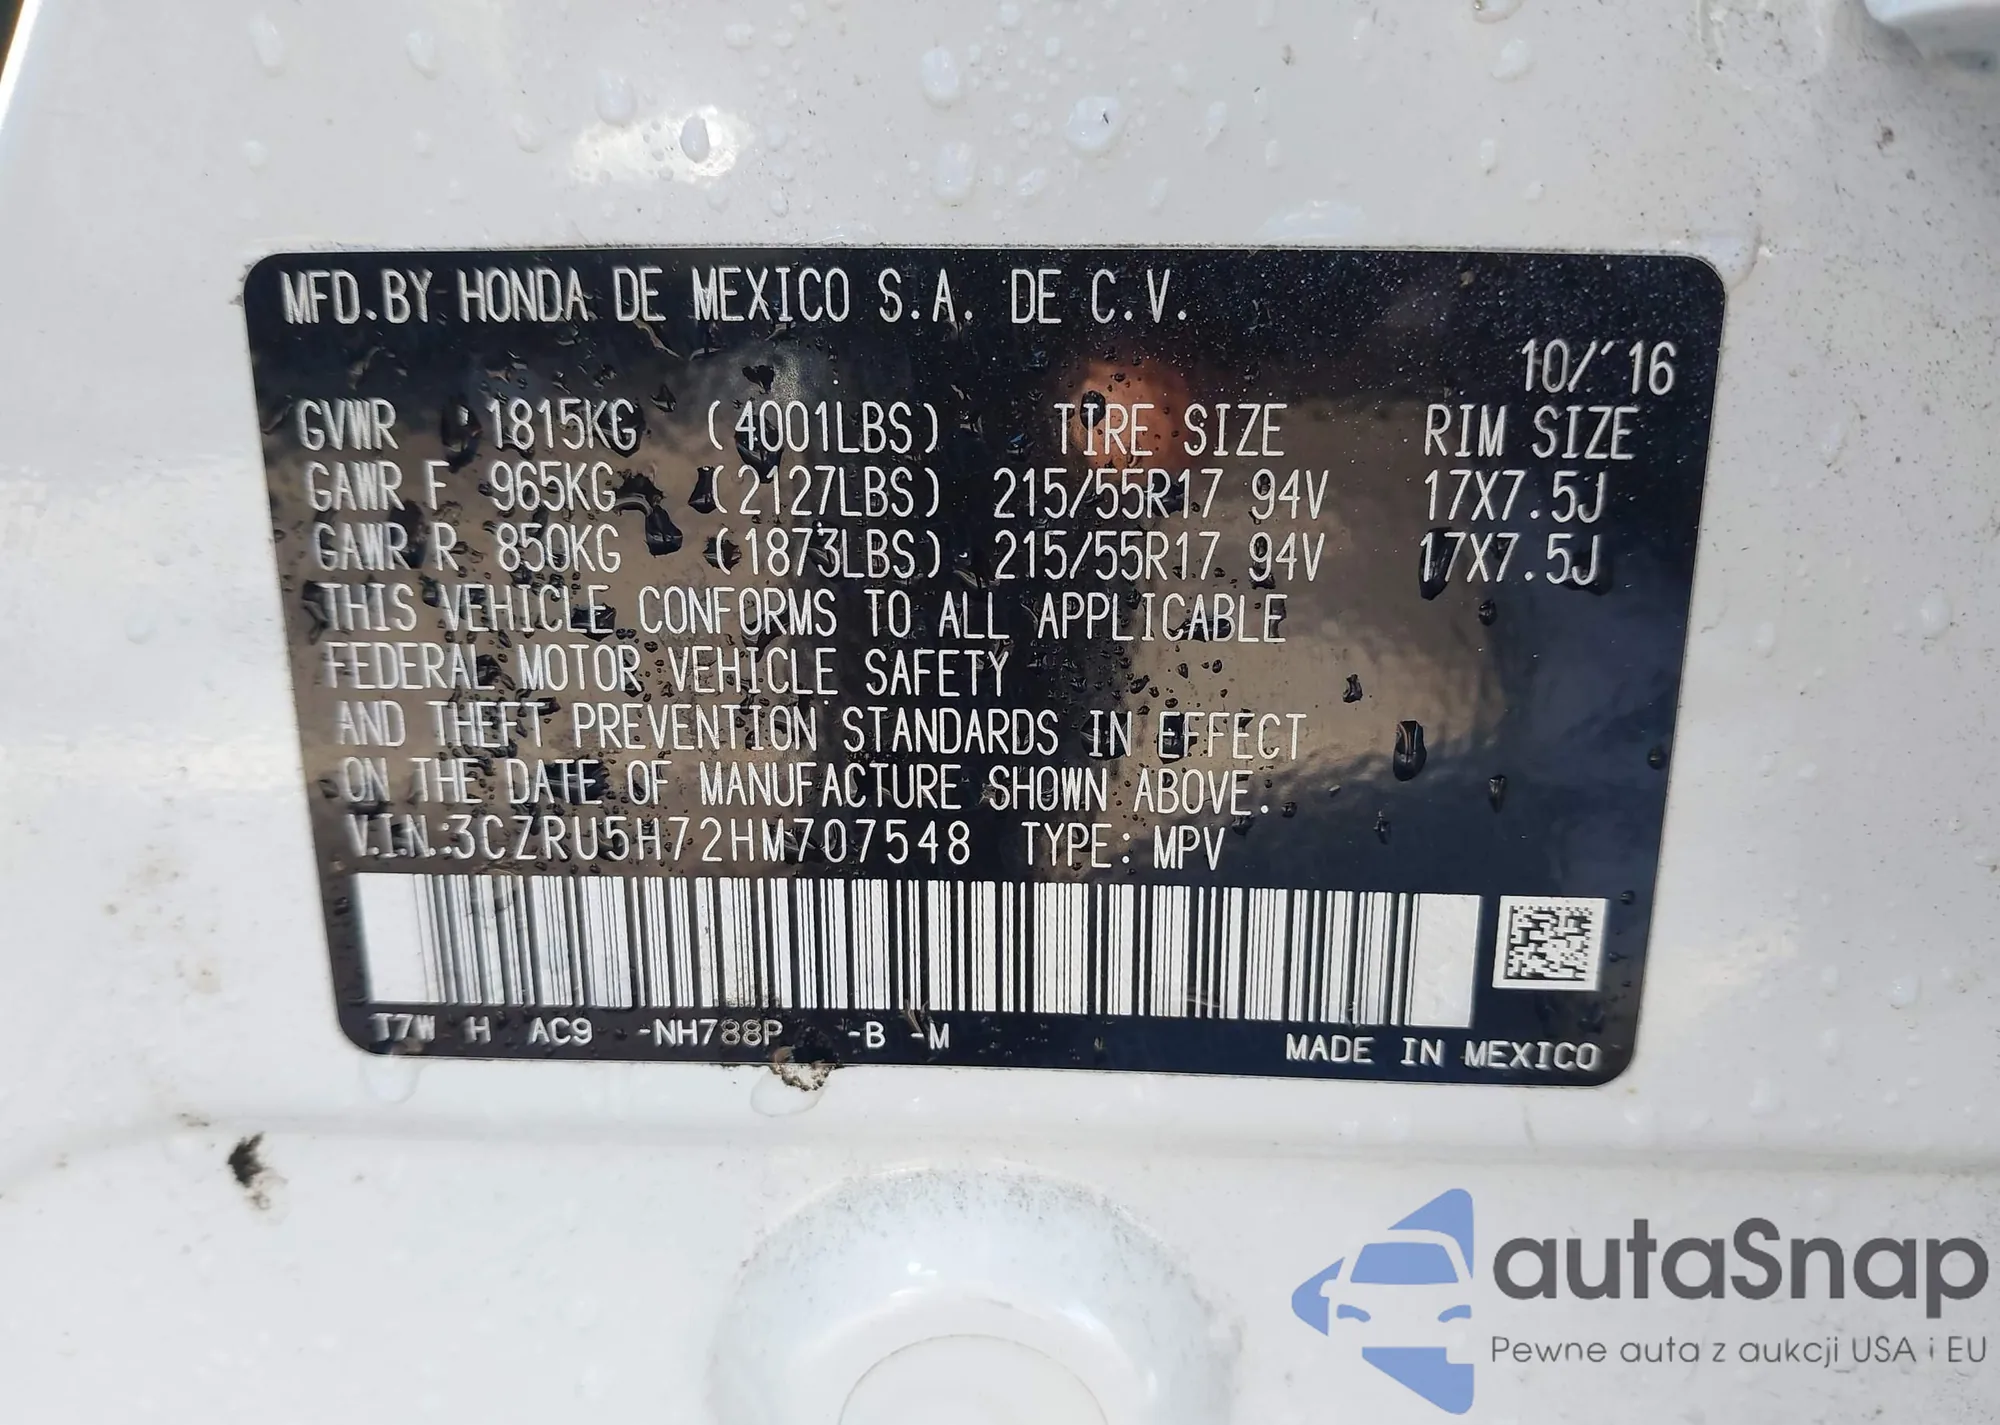 MFD.BY HONDA DE MEXICO S.A. DE C.V.
10/'16
GVWR 1815KG (4001LBS) TIRE SIZE RIM SIZE
GAWR F 965KG (2127LBS) 215/55R17 94V 17X7.5J
GAWR R 850KG (1873LBS) 215/55R17 94V 17X7.5J
THIS VEHICLE CONFORMS TO ALL APPLICABLE
FEDERAL MOTOR VEHICLE SAFETY
AND THEFT PREVENTION STANDARDS IN EFFECT
ON THE DATE OF MANUFACTURE SHOWN ABOVE.
V.I.N.:3CZRU5H72HM707548 TYPE: MPV
T7W H AC9 -NH788P -B -M
MADE IN MEXICO
autaSnap
Pewne auta z aukcji USA i EU